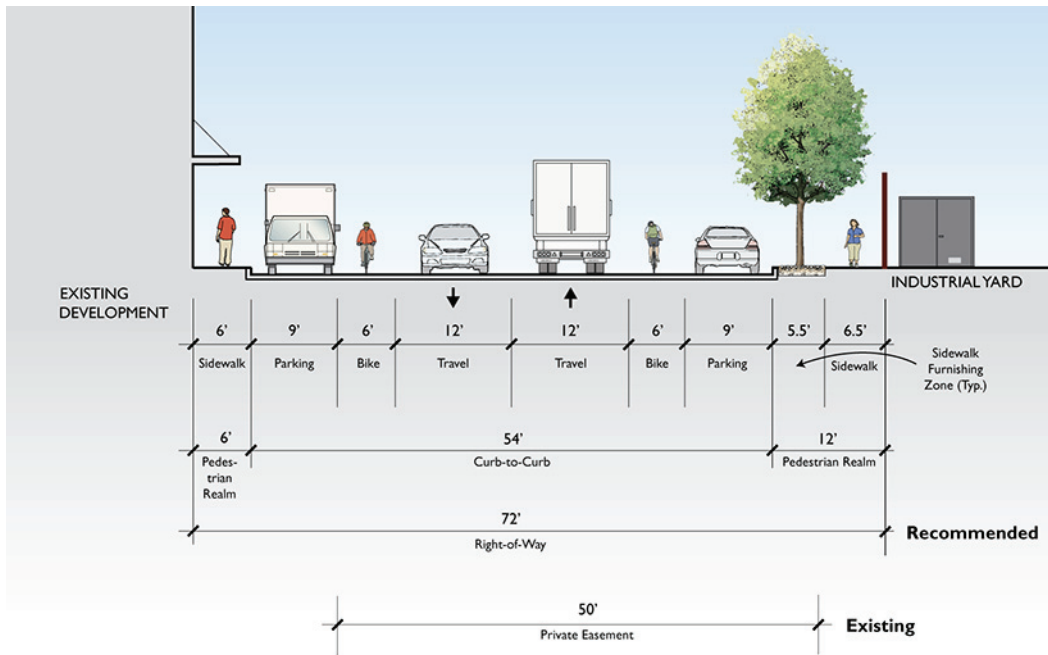 EXISTING
DEVELOPMENT
INDUSTRIAL YARD
6' 9' 6' 12' 12' 6' 9' 5.5' 6.5'
Sidewalk Parking Bike Travel Travel Bike Parking Sidewalk
Sidewalk
Furnishing
Zone (Typ.)
6' 54' 12'
Pedes-
trian
Realm
Curb-to-Curb
Pedestrian Realm
72'
Right-of-Way
Recommended
50'
Private Easement
Existing